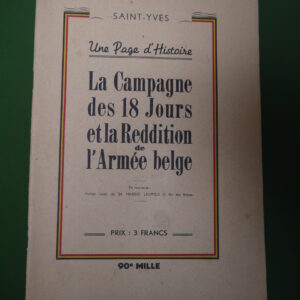 SAINT-YVES
Une Page d'Histoire
La Campagne
des 18 Jours
et la Reddition
de
l'Armée belge
PRIX : 3 FRANCS
90e MILLE